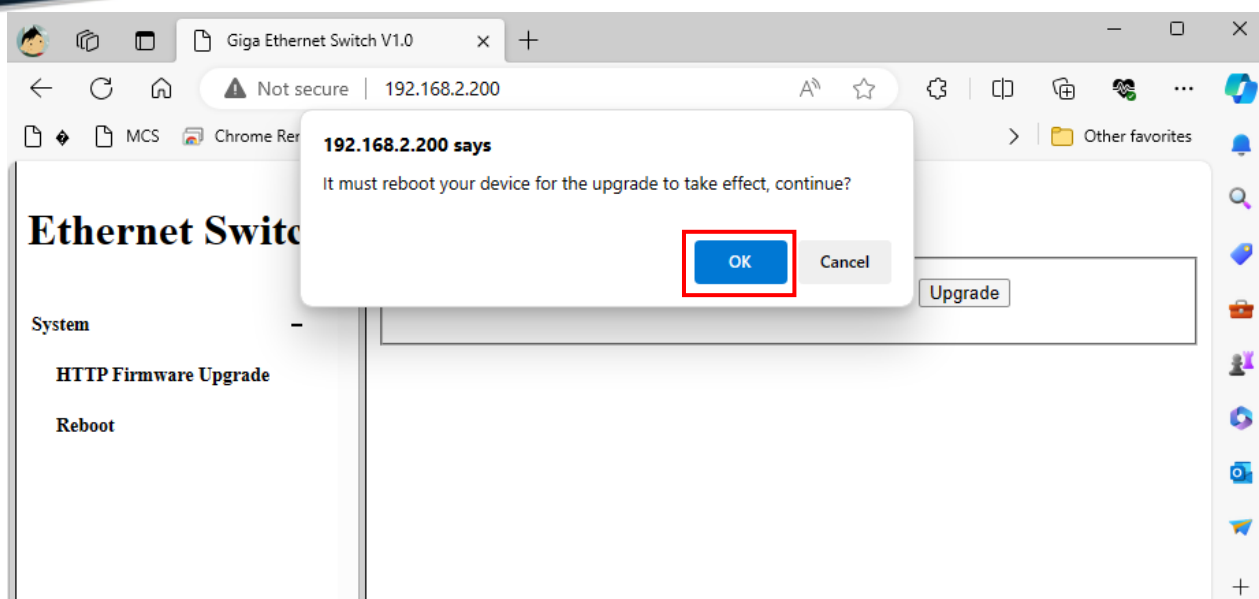 Giga Ethernet Switch V1.0
Not secure 192.168.2.200
MCS Chrome Rer Other favorites
192.168.2.200 says
It must reboot your device for the upgrade to take effect, continue?
OK Cancel
Ethernet Switc
Upgrade
System
HTTP Firmware Upgrade
Reboot